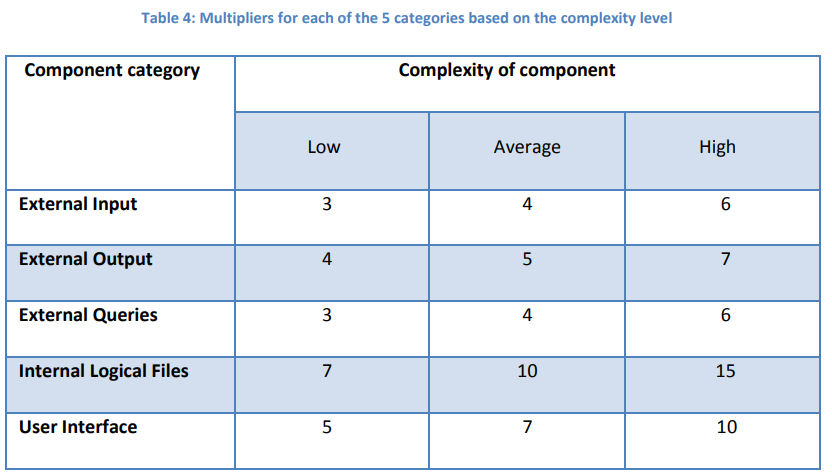 Table 4: Multipliers for each of the 5 categories based on the complexity level
Component category Complexity of component
Low Average High
External Input 3 4 6
External Output 4 5 7
External Queries 3 4 6
Internal Logical Files 7 10 15
User Interface 5 7 10